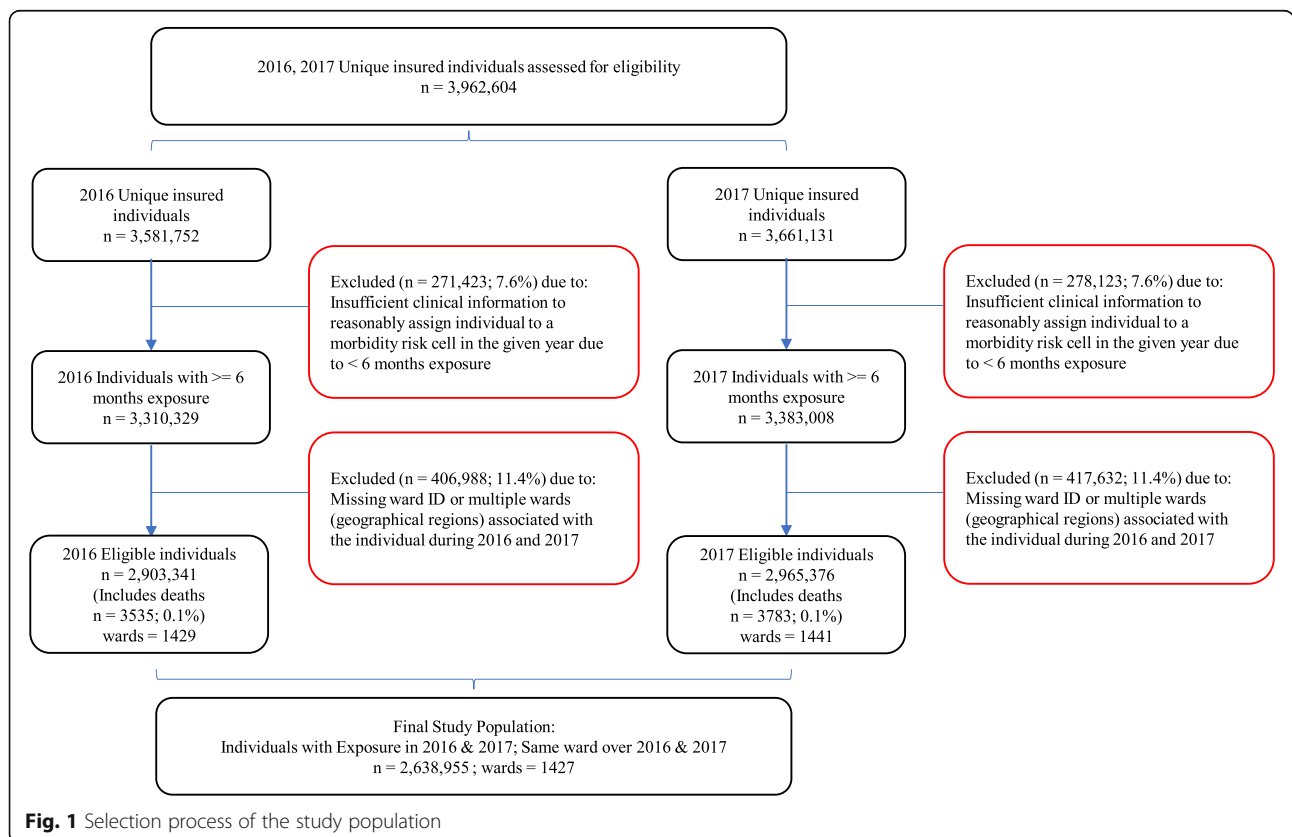 2016, 2017 Unique insured individuals assessed for eligibility
n = 3,962,604
2016 Unique insured
individuals
n = 3,581,752
2017 Unique insured
individuals
n = 3,661,131
Excluded (n = 271,423; 7.6%) due to:
Insufficient clinical information to
reasonably assign individual to a
morbidity risk cell in the given year due
to < 6 months exposure
Excluded (n = 278,123; 7.6%) due to:
Insufficient clinical information to
reasonably assign individual to a
morbidity risk cell in the given year due
to < 6 months exposure
2016 Individuals with >= 6
months exposure
n = 3,310,329
2017 Individuals with >= 6
months exposure
n = 3,383,008
Excluded (n = 406,988; 11.4%) due to:
Missing ward ID or multiple wards
(geographical regions) associated with
the individual during 2016 and 2017
Excluded (n = 417,632; 11.4%) due to:
Missing ward ID or multiple wards
(geographical regions) associated with
the individual during 2016 and 2017
2016 Eligible individuals
n = 2,903,341
(Includes deaths
n = 3535; 0.1%)
wards = 1429
2017 Eligible individuals
n = 2,965,376
(Includes deaths
n = 3783; 0.1%)
wards = 1441
Final Study Population:
Individuals with Exposure in 2016 & 2017; Same ward over 2016 & 2017
n = 2,638,955 ; wards = 1427
Fig. 1 Selection process of the study population